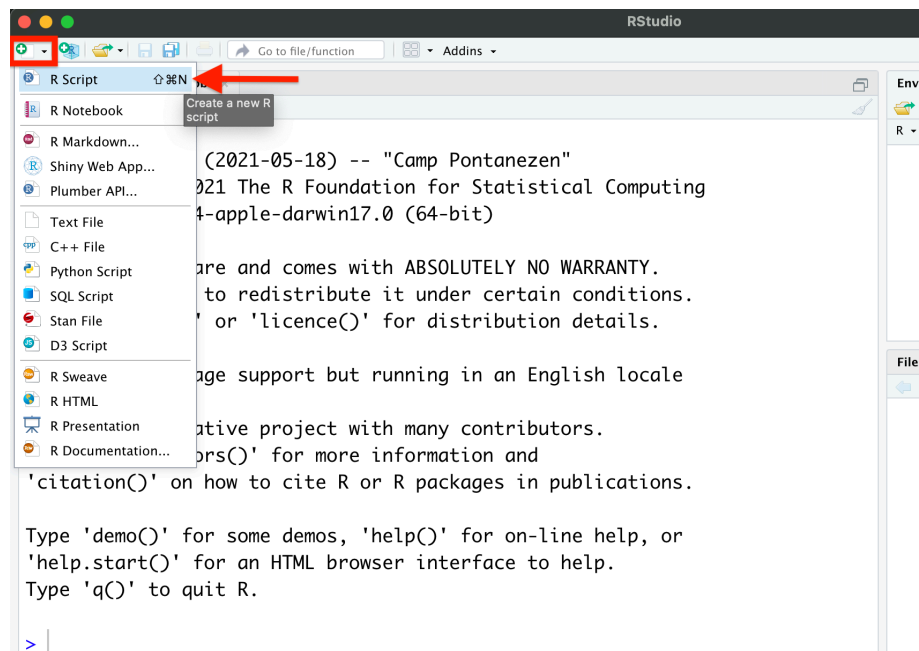 RStudio
Go to file/function
Addins
R Script ⇧⌘N
Create a new R
script
R Notebook
R Markdown...
Shiny Web App...
Plumber API...
Text File
C++ File
Python Script
SQL Script
Stan File
D3 Script
R Sweave
R HTML
R Presentation
R Documentation...
(2021-05-18) -- "Camp Pontanezen"
021 The R Foundation for Statistical Computing
4-apple-darwin17.0 (64-bit)
are and comes with ABSOLUTELY NO WARRANTY.
to redistribute it under certain conditions.
' or 'licence()' for distribution details.
age support but running in an English locale
ative project with many contributors.
ors()' for more information and
'citation()' on how to cite R or R packages in publications.
Type 'demo()' for some demos, 'help()' for on-line help, or
'help.start()' for an HTML browser interface to help.
Type 'q()' to quit R.
>
Env
R
File